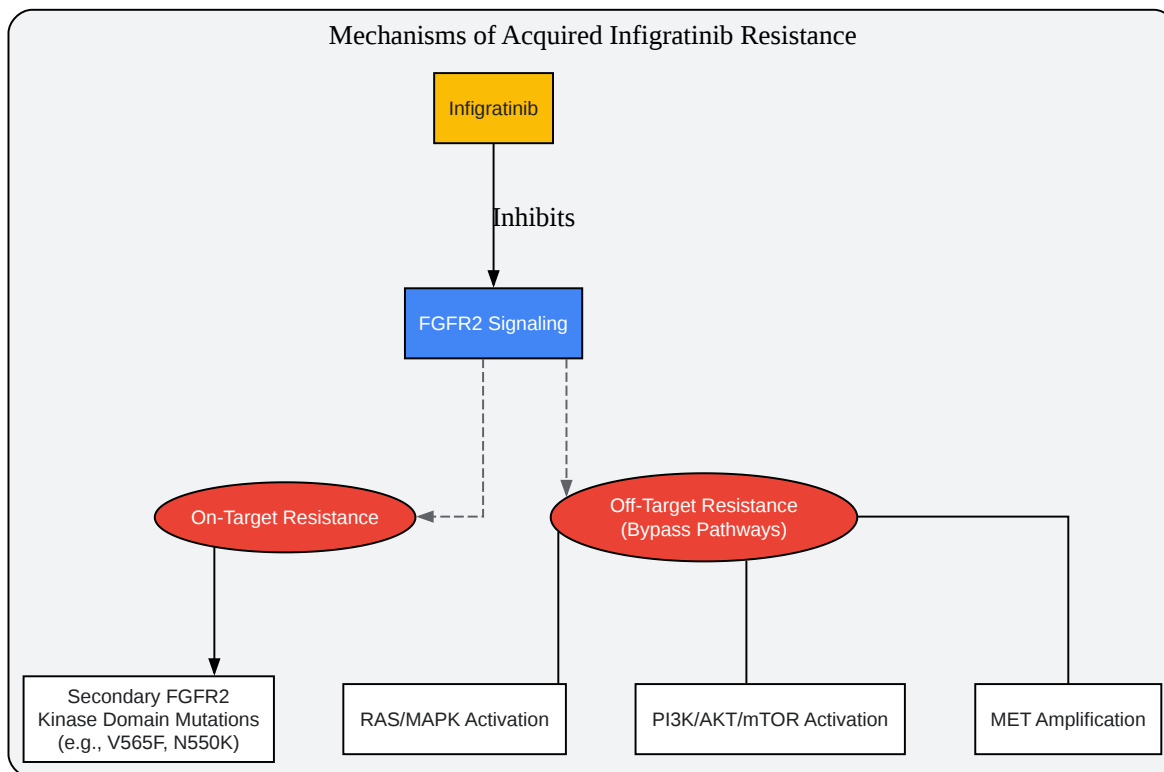 Mechanisms of Acquired Infigratinib Resistance
Infigratinib
Inhibits
FGFR2 Signaling
On-Target Resistance
Off-Target Resistance
(Bypass Pathways)
Secondary FGFR2
Kinase Domain Mutations
(e.g., V565F, N550K)
RAS/MAPK Activation
PI3K/AKT/mTOR Activation
MET Amplification